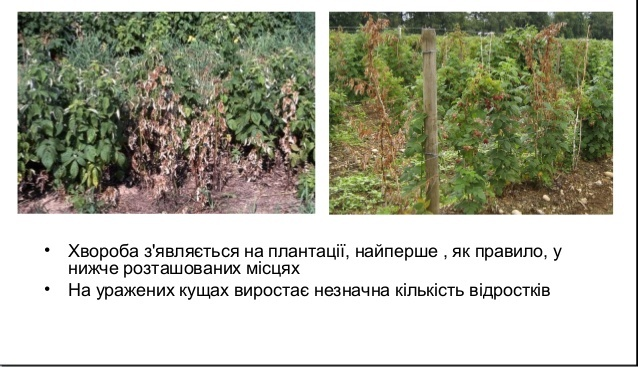 • Хвороба з'являється на плантації, найперше , як правило, у
нижче розташованих місцях
• На уражених кущах виростає незначна кількість відростків